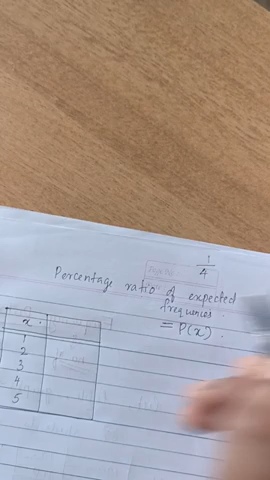 1
4
Percentage ratio of expected
frequencies
= P(x).
x.
1
2
3
4
5